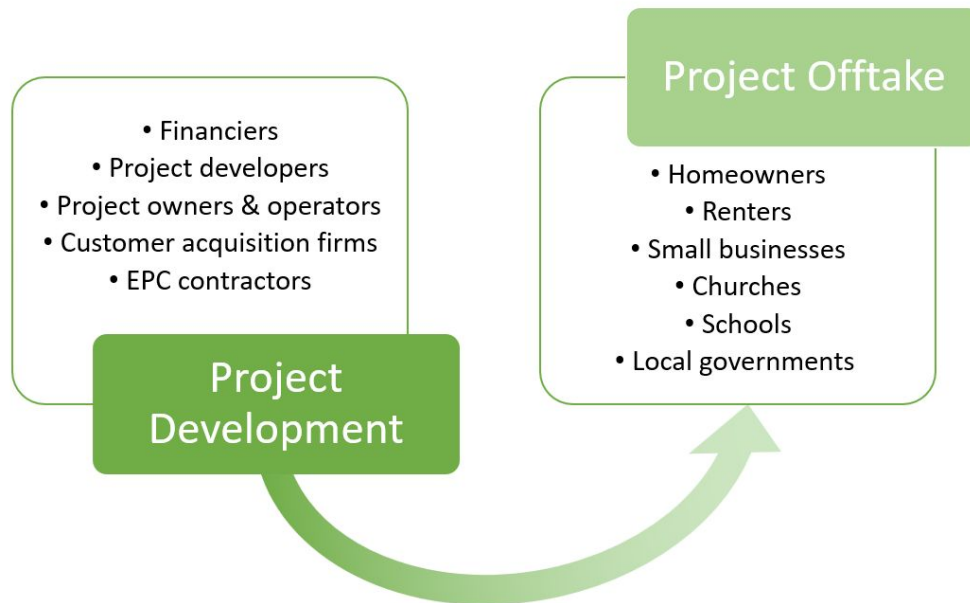 • Financiers
• Project developers
• Project owners & operators
• Customer acquisition firms
• EPC contractors
Project
Development
Project Offtake
• Homeowners
• Renters
• Small businesses
• Churches
• Schools
• Local governments